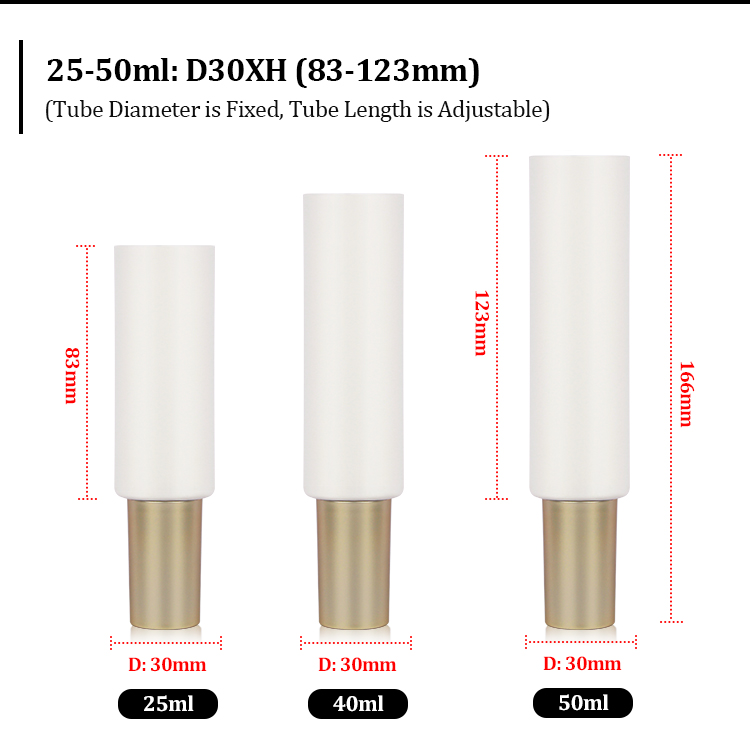 25-50ml: D30XH (83-123mm)
(Tube Diameter is Fixed, Tube Length is Adjustable)
83mm
123mm
166mm
D: 30mm
D: 30mm
D: 30mm
25ml
40ml
50ml